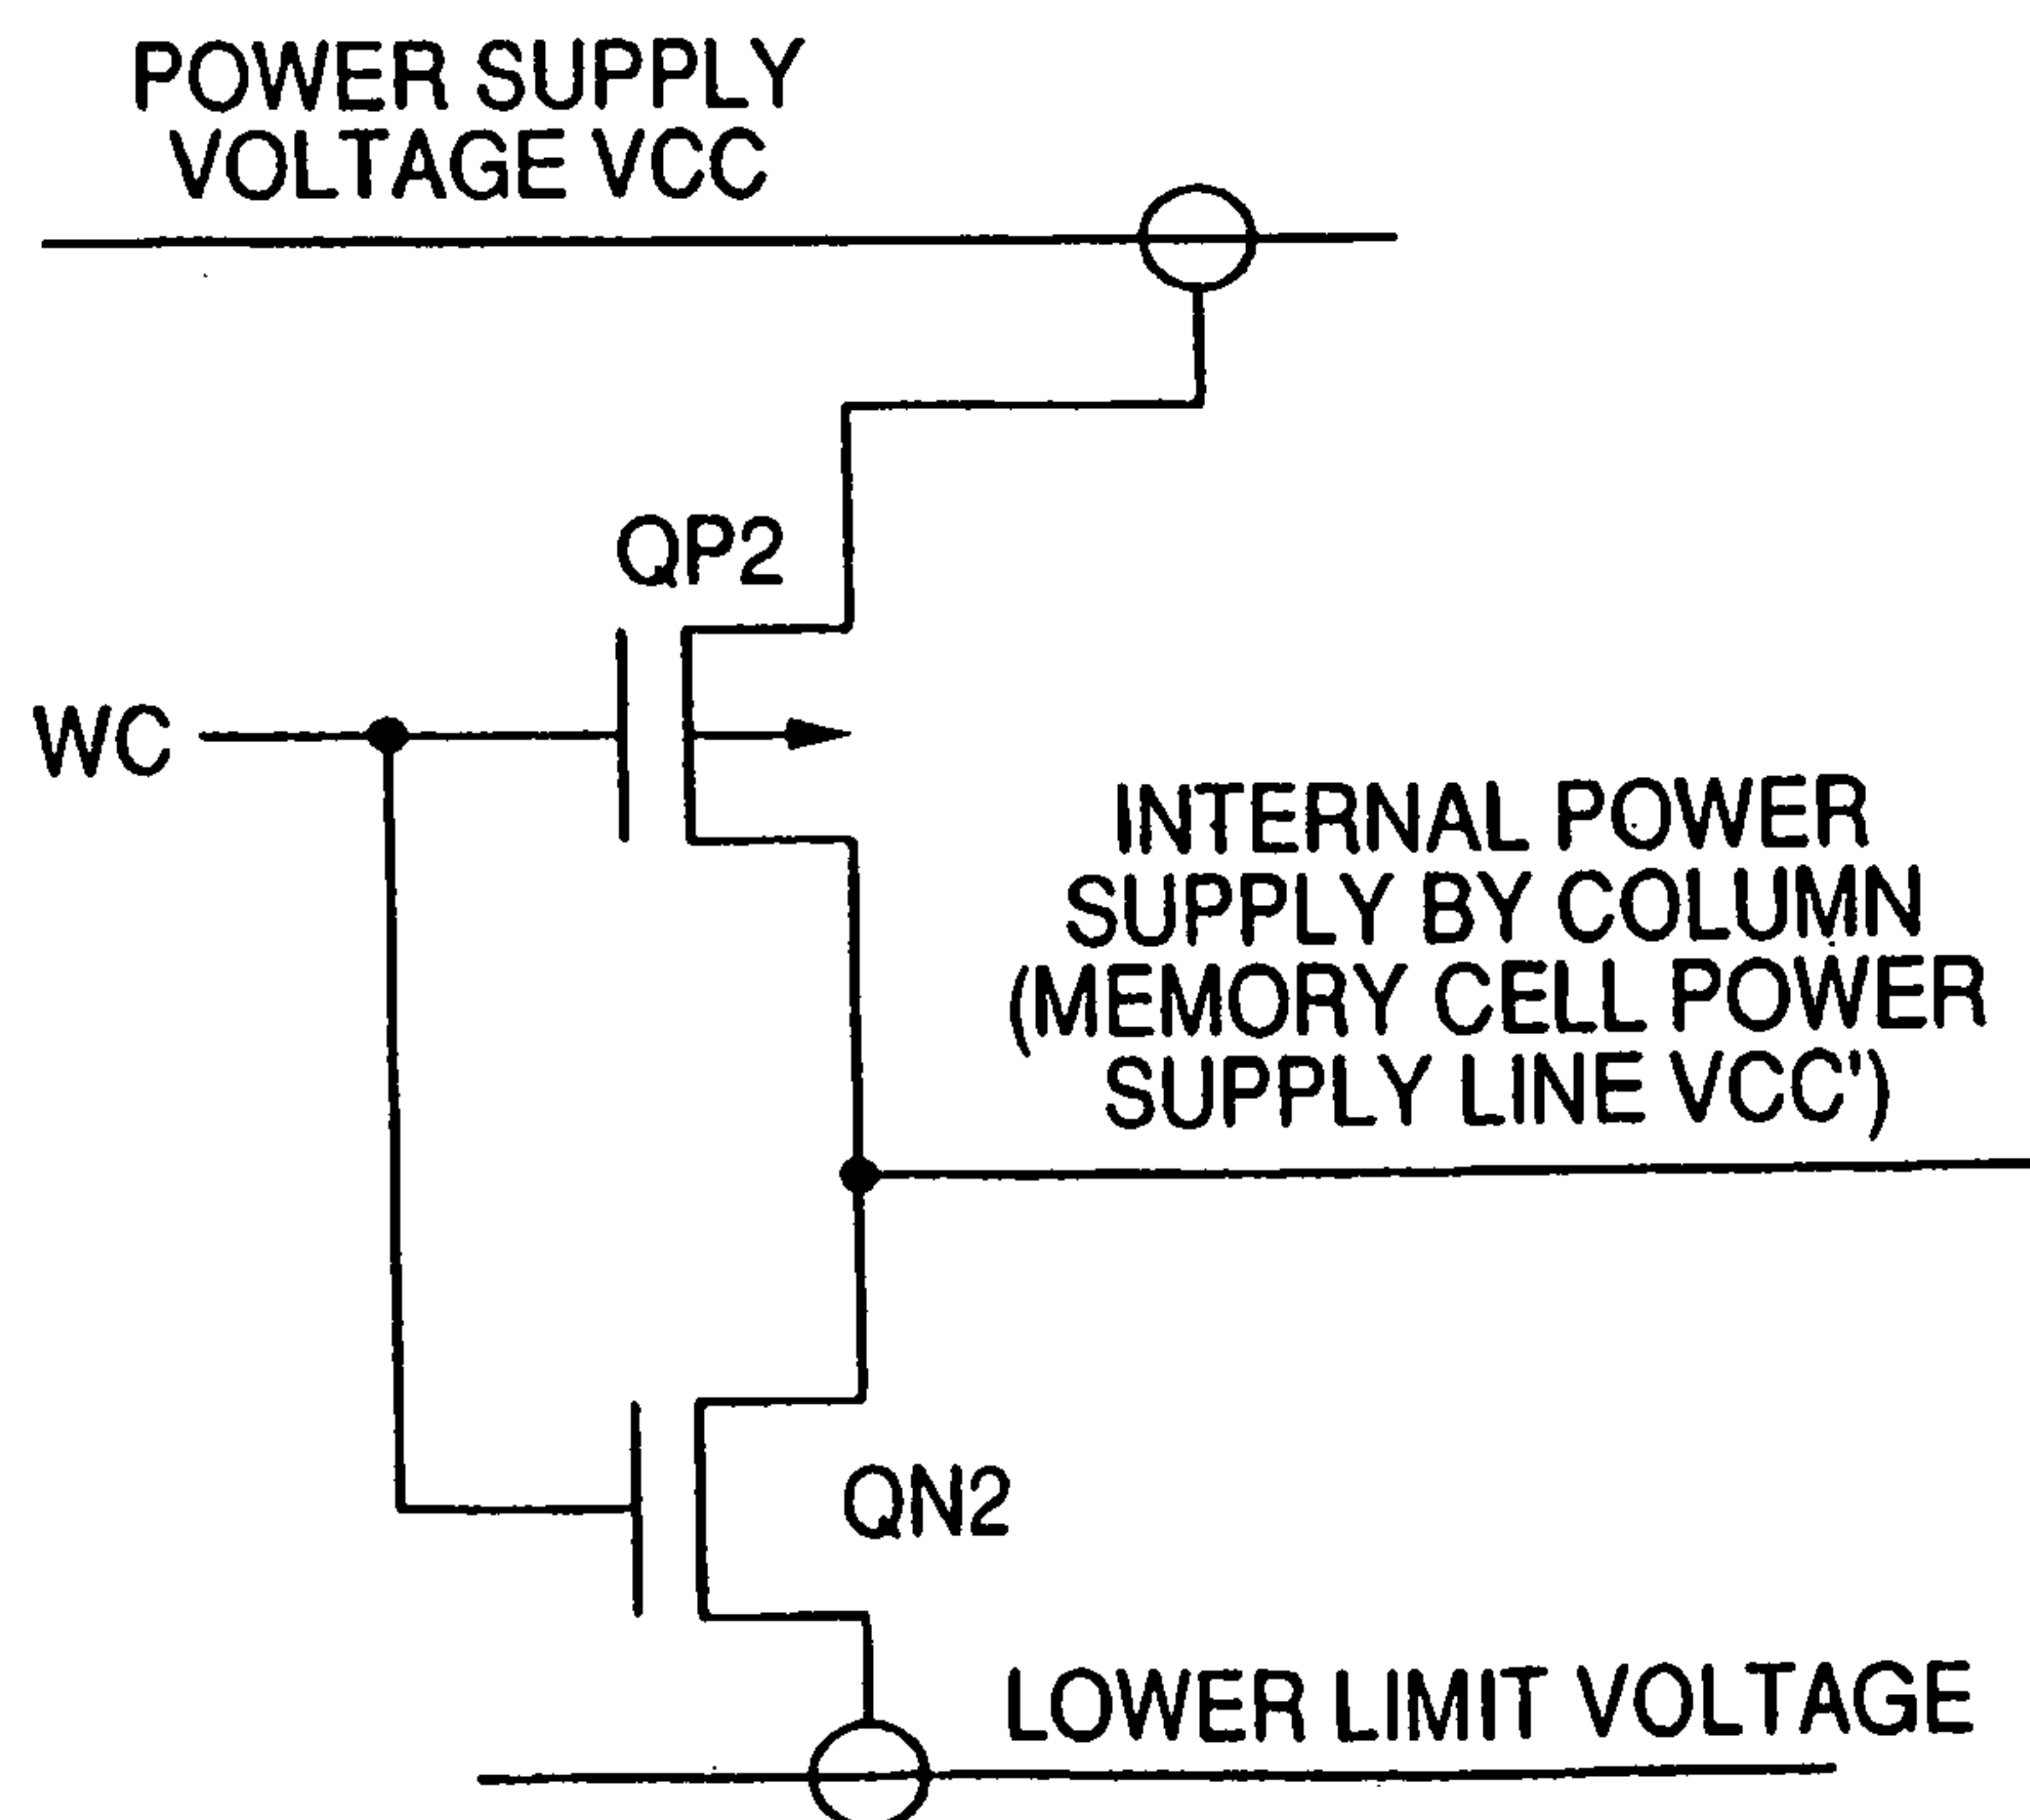 POWER SUPPLY
VOLTAGE VCC
QP2
WC
INTERNAL POWER
SUPPLY BY COLUMN
(MEMORY CELL POWER
SUPPLY LINE VCC')
QN2
LOWER LIMIT VOLTAGE